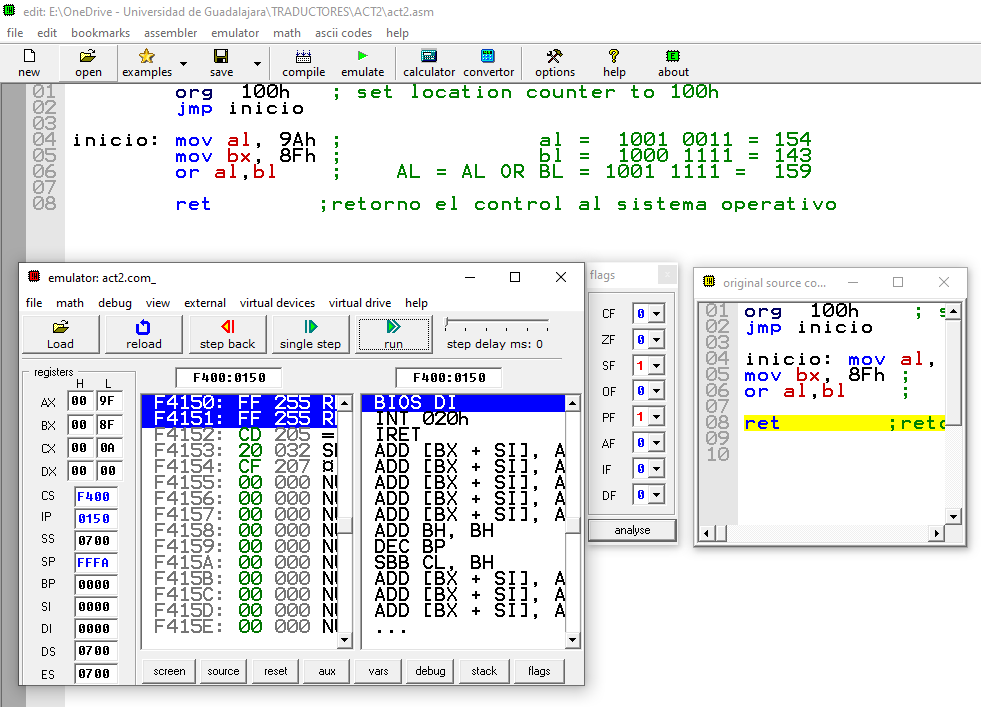 edit: E:\OneDrive - Universidad de Guadalajara\TRADUCTORES\ACT2\act2.asm
file edit bookmarks assembler emulator math ascii codes help
new open examples save compile emulate calculator convertor options help about
01 org 100h ; set location counter to 100h
02 jmp inicio
03
04 inicio: mov al, 9Ah ; al = 1001 0011 = 154
05 mov bx, 8Fh ; bl = 1000 1111 = 143
06 or al,bl ; AL = AL OR BL = 1001 1111 = 159
07
08 ret ;retorno el control al sistema operativo
emulator: act2.com_
file math debug view external virtual devices virtual drive help
Load reload step back single step run step delay ms: 0
registers F400:0150 F400:0150
H L
AX 00 9F
BX 00 8F
CX 00 0A
DX 00 00
CS F400
IP 0150
SS 0700
SP FFFA
BP 0000
SI 0000
DI 0000
DS 0700
ES 0700
F4150: FF 255 R
F4151: FF 255 R
F4152: CD 205 =
F4153: 20 032 S
F4154: CF 207 ¤
F4155: 00 000 N
F4156: 00 000 N
F4157: 00 000 N
F4158: 00 000 N
F4159: 00 000 N
F415A: 00 000 N
F415B: 00 000 N
F415C: 00 000 N
F415D: 00 000 N
F415E: 00 000 N
BIOS DI
INT 020h
IRET
ADD [BX + SI], A
ADD [BX + SI], A
ADD [BX + SI], A
ADD [BX + SI], A
ADD [BX + SI], A
ADD BH, BH
DEC BP
SBB CL, BH
ADD [BX + SI], A
ADD [BX + SI], A
ADD [BX + SI], A
...
screen source reset aux vars debug stack flags
flags
CF 0
ZF 0
SF 1
OF 0
PF 1
AF 0
IF 0
DF 0
analyse
original source co...
01 org 100h ; s
02 jmp inicio
03
04 inicio: mov al,
05 mov bx, 8Fh ;
06 or al,bl ;
07
08 ret ;reto
09
10